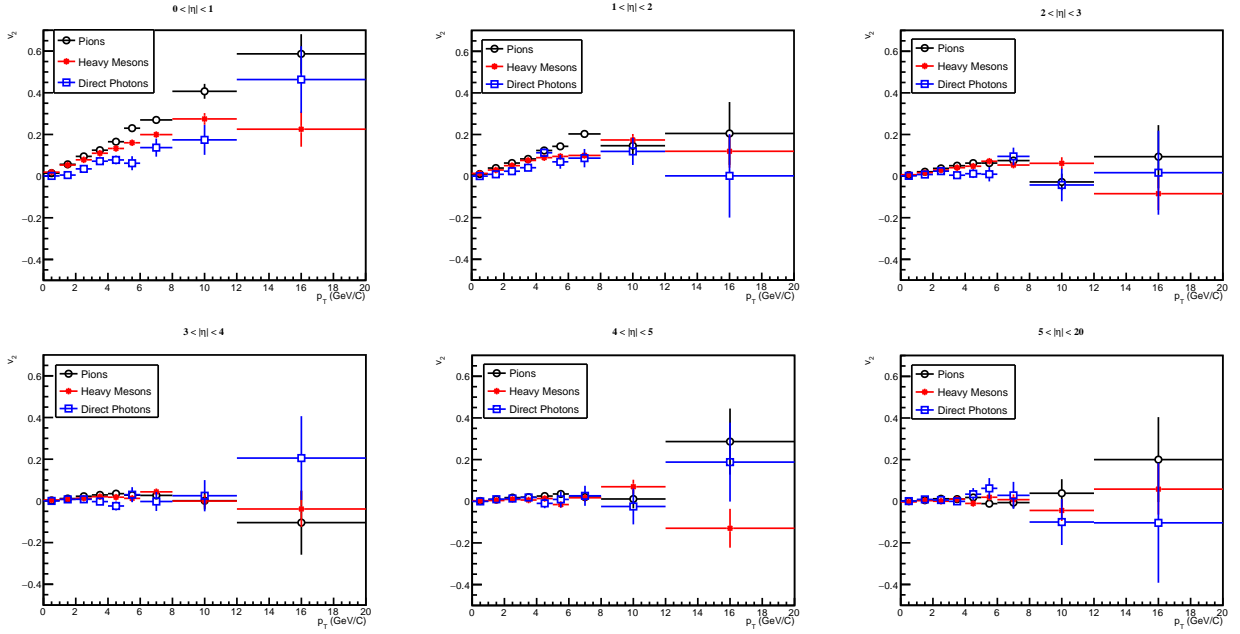 0 < |η| < 1
v2
0.6
0.4
0.2
0
−0.2
−0.4
Pions
Heavy Mesons
Direct Photons
0 2 4 6 8 10 12 14 16 18 20
pT (GeV/C)
1 < |η| < 2
v2
0.6
0.4
0.2
0
−0.2
−0.4
Pions
Heavy Mesons
Direct Photons
0 2 4 6 8 10 12 14 16 18 20
pT (GeV/C)
2 < |η| < 3
v2
0.6
0.4
0.2
0
−0.2
−0.4
Pions
Heavy Mesons
Direct Photons
0 2 4 6 8 10 12 14 16 18 20
pT (GeV/C)
3 < |η| < 4
v2
0.6
0.4
0.2
0
−0.2
−0.4
Pions
Heavy Mesons
Direct Photons
0 2 4 6 8 10 12 14 16 18 20
pT (GeV/C)
4 < |η| < 5
v2
0.6
0.4
0.2
0
−0.2
−0.4
Pions
Heavy Mesons
Direct Photons
0 2 4 6 8 10 12 14 16 18 20
pT (GeV/C)
5 < |η| < 20
v2
0.6
0.4
0.2
0
−0.2
−0.4
Pions
Heavy Mesons
Direct Photons
0 2 4 6 8 10 12 14 16 18 20
pT (GeV/C)